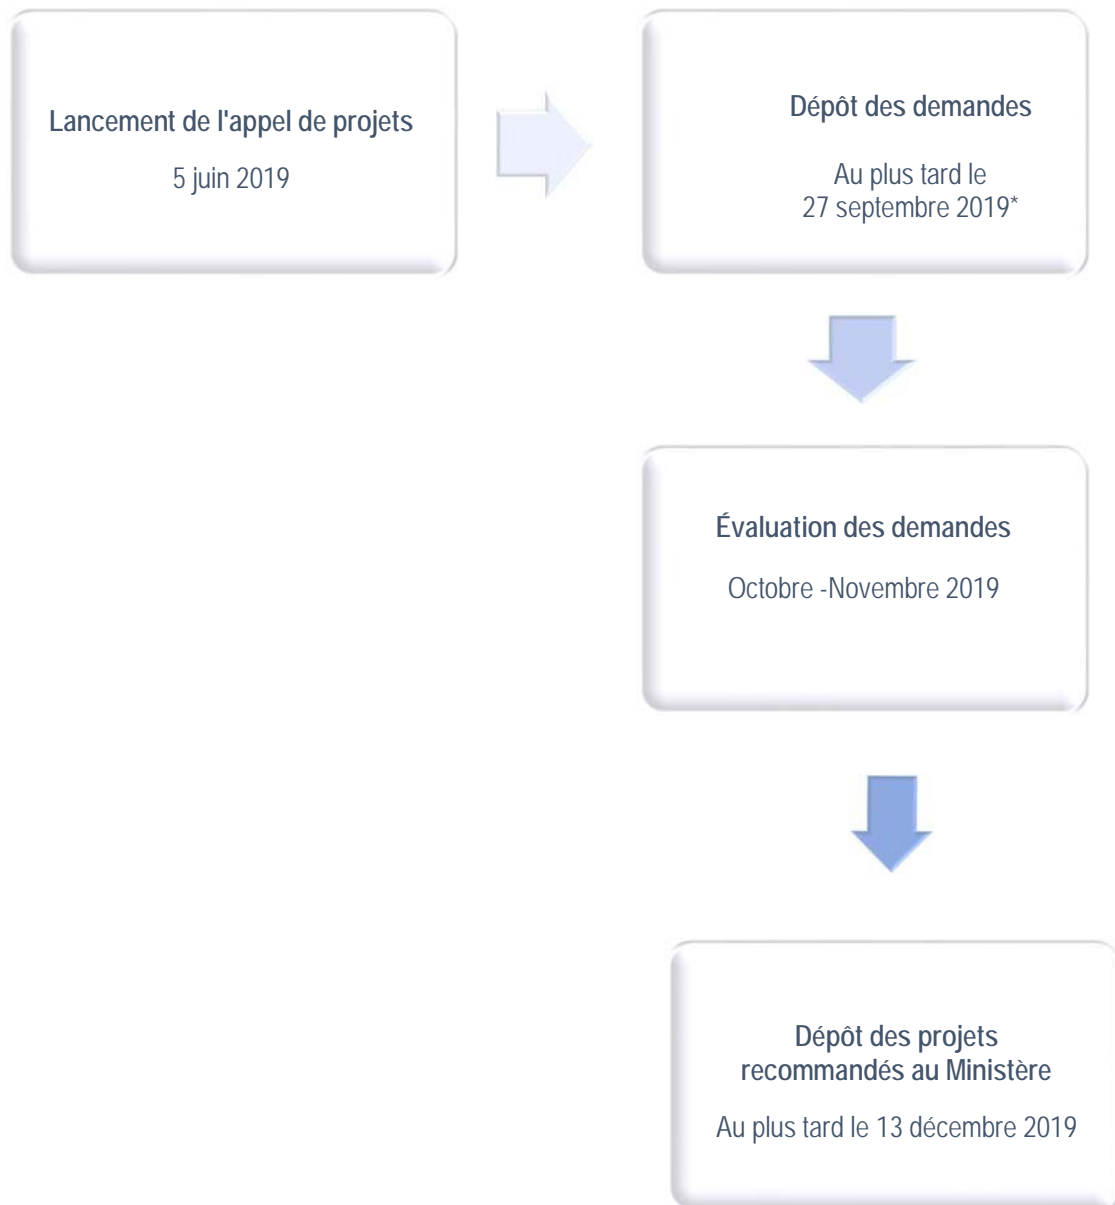 Lancement de l'appel de projets
5 juin 2019
Dépôt des demandes
Au plus tard le
27 septembre 2019*
Évaluation des demandes
Octobre -Novembre 2019
Dépôt des projets
recommandés au Ministère
Au plus tard le 13 décembre 2019